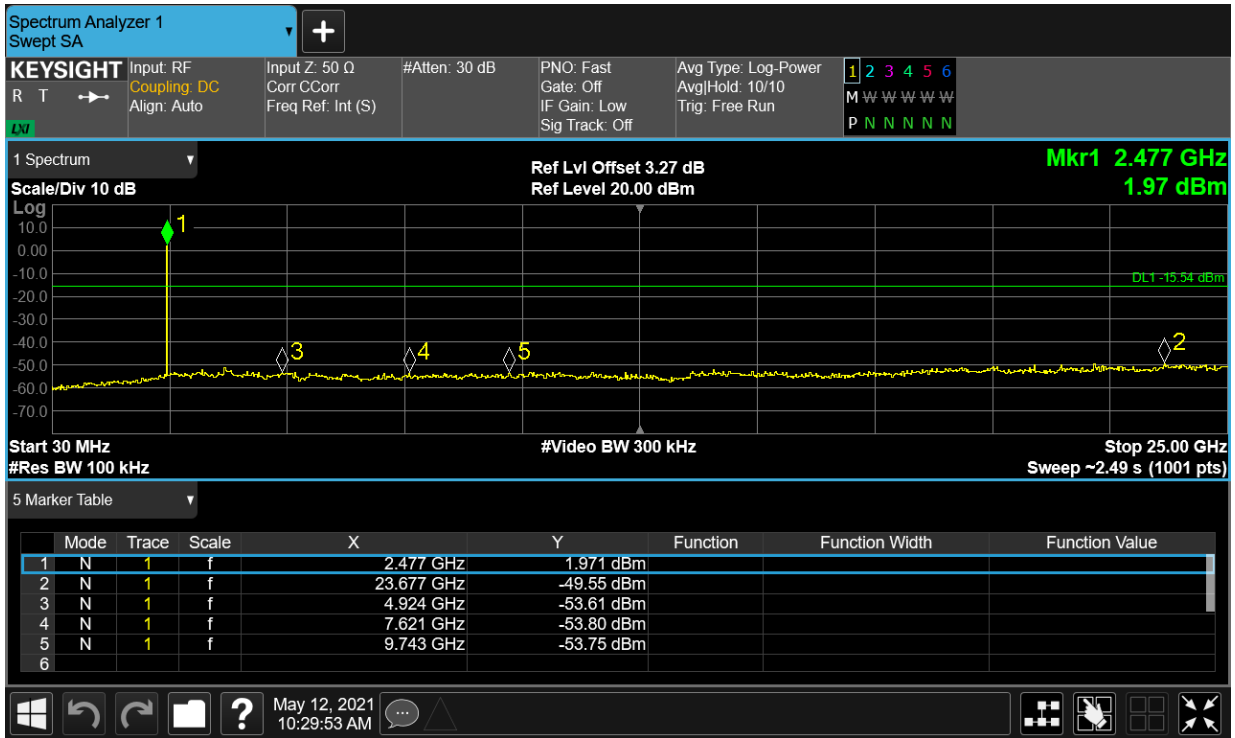 Spectrum Analyzer 1
Swept SA
KEYSIGHT
R T
LXI
Input: RF
Coupling: DC
Align: Auto
Input Z: 50 Ω
Corr CCorr
Freq Ref: Int (S)
#Atten: 30 dB
PNO: Fast
Gate: Off
IF Gain: Low
Sig Track: Off
Avg Type: Log-Power
Avg|Hold: 10/10
Trig: Free Run
1 2 3 4 5 6
M W W W W W
P N N N N N
1 Spectrum
Scale/Div 10 dB
Ref Lvl Offset 3.27 dB
Ref Level 20.00 dBm
Mkr1 2.477 GHz
1.97 dBm
Log
10.0
0.00
-10.0
-20.0
-30.0
-40.0
-50.0
-60.0
-70.0
1
DL1 -15.54 dBm
3
4
5
2
Start 30 MHz
#Video BW 300 kHz
Stop 25.00 GHz
#Res BW 100 kHz
Sweep ~2.49 s (1001 pts)
5 Marker Table
Mode Trace Scale X Y Function Function Width Function Value
1 N 1 f 2.477 GHz 1.971 dBm
2 N 1 f 23.677 GHz -49.55 dBm
3 N 1 f 4.924 GHz -53.61 dBm
4 N 1 f 7.621 GHz -53.80 dBm
5 N 1 f 9.743 GHz -53.75 dBm
6
?
May 12, 2021
10:29:53 AM